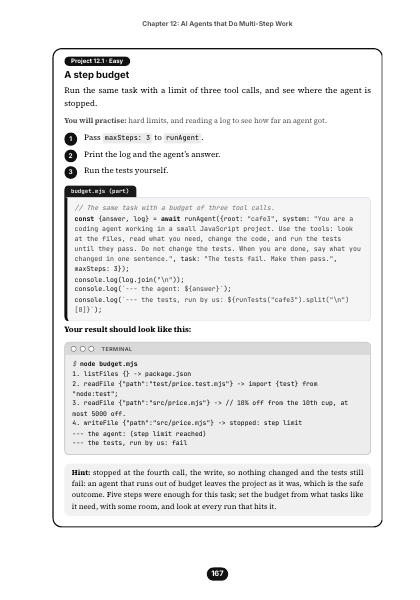 Chapter 12: AI Agents that Do Multi-Step Work
Project 12.1 · Easy
A step budget
Run the same task with a limit of three tool calls, and see where the agent is
stopped.
You will practise: hard limits, and reading a log to see how far an agent got.
1 Pass maxSteps: 3 to runAgent.
2 Print the log and the agent's answer.
3 Run the tests yourself.
budget.mjs (part)
// The same task with a budget of three tool calls.
const {answer, log} = await runAgent({root: "cafe3", system: "You are a
coding agent working in a small JavaScript project. Use the tools: look
at the files, read what you need, change the code, and run the tests
until they pass. Do not change the tests. When you are done, say what you
changed in one sentence.", task: "The tests fail. Make them pass.",
maxSteps: 3});
console.log(log.join("\n"));
console.log(`--- the agent: ${answer}`);
console.log(`--- the tests, run by us: ${runTests("cafe3").split("\n")
[0]}`);
Your result should look like this:
TERMINAL
$ node budget.mjs
1. listFiles {} -> package.json
2. readFile {"path":"test/price.test.mjs"} -> import {test} from
"node:test";
3. readFile {"path":"src/price.mjs"} -> // 10% off from the 10th cup, at
most 5000 off.
4. writeFile {"path":"src/price.mjs"} -> stopped: step limit
--- the agent: (step limit reached)
--- the tests, run by us: fail
Hint: stopped at the fourth call, the write, so nothing changed and the tests still
fail: an agent that runs out of budget leaves the project as it was, which is the safe
outcome. Five steps were enough for this task; set the budget from what tasks like
it need, with some room, and look at every run that hits it.
167